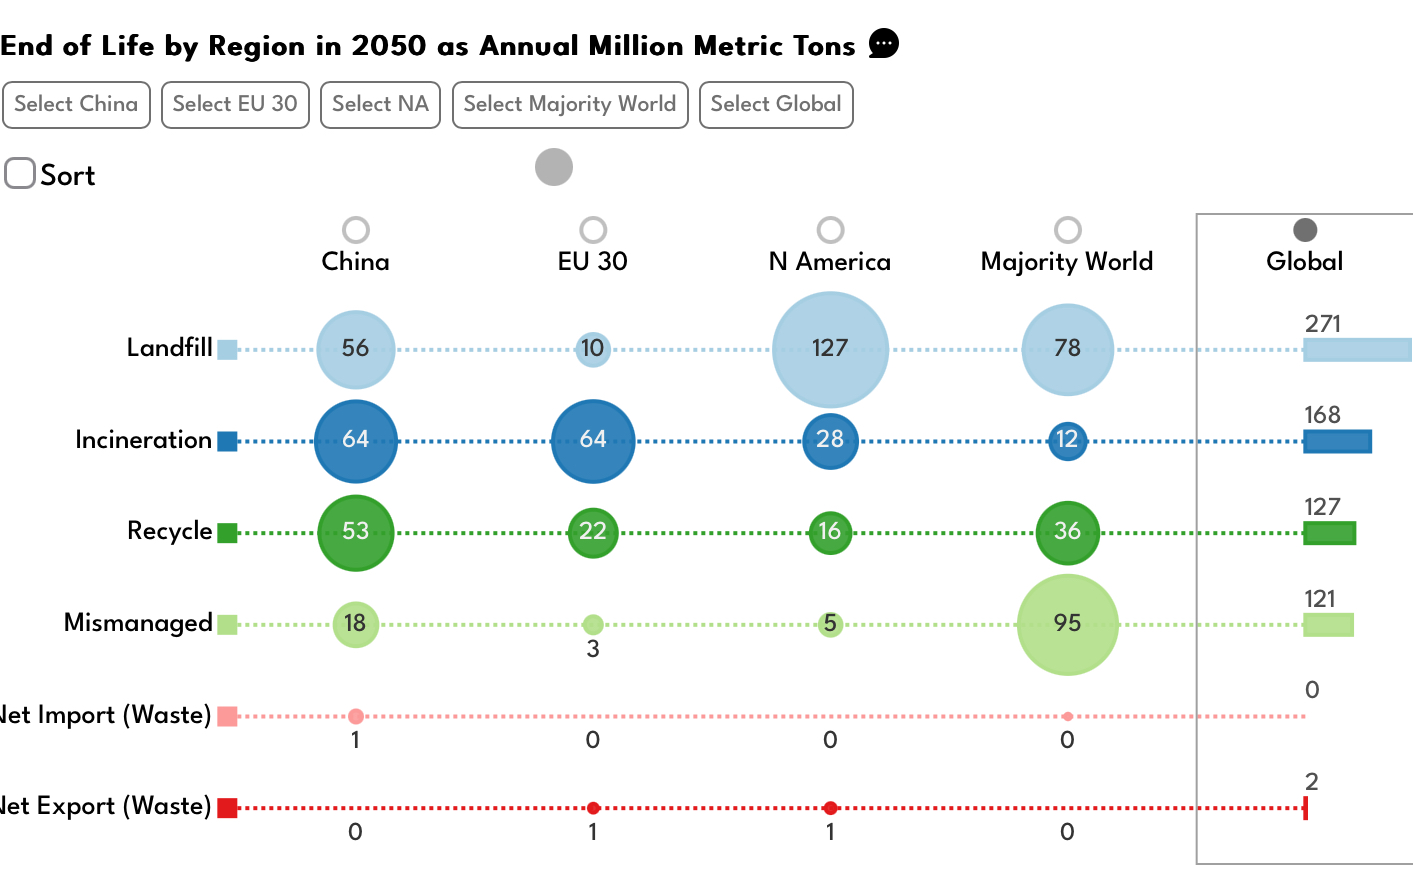 End of Life by Region in 2050 as Annual Million Metric Tons
Select China Select EU 30 Select NA Select Majority World Select Global
Sort
China EU 30 N America Majority World Global
Landfill 56 10 127 78 271
Incineration 64 64 28 12 168
Recycle 53 22 16 36 127
Mismanaged 18 3 5 95 121
Net Import (Waste) 1 0 0 0 0
Net Export (Waste) 0 1 1 0 2